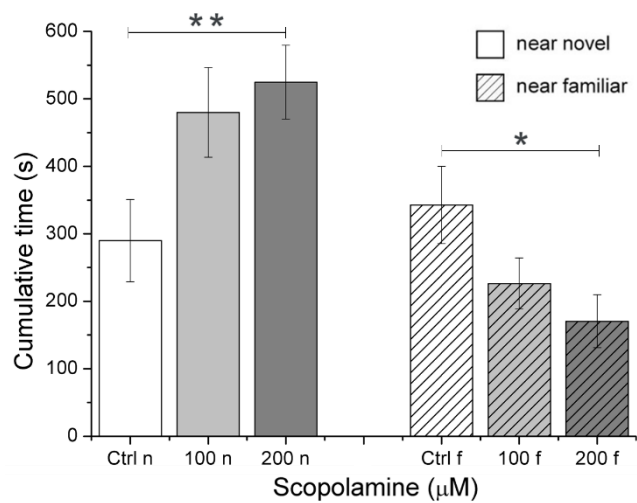 600
500
400
300
200
100
0
Cumulative time (s)
* *
near novel
near familiar
*
Ctrl n 100 n 200 n Ctrl f 100 f 200 f
Scopolamine (μM)